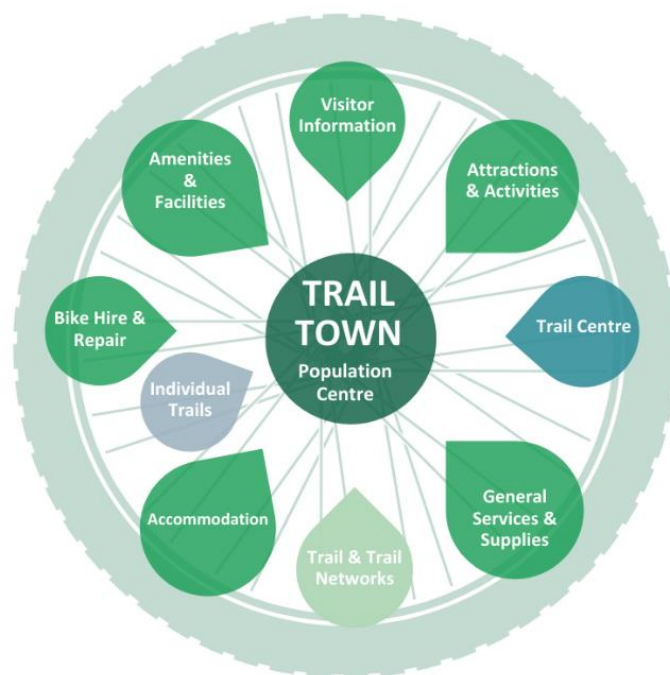 Visitor
Information
Amenities
&
Facilities
Attractions
& Activities
TRAIL
TOWN
Population
Centre
Bike Hire &
Repair
Trail Centre
Individual
Trails
Accommodation
General
Services &
Supplies
Trail & Trail
Networks